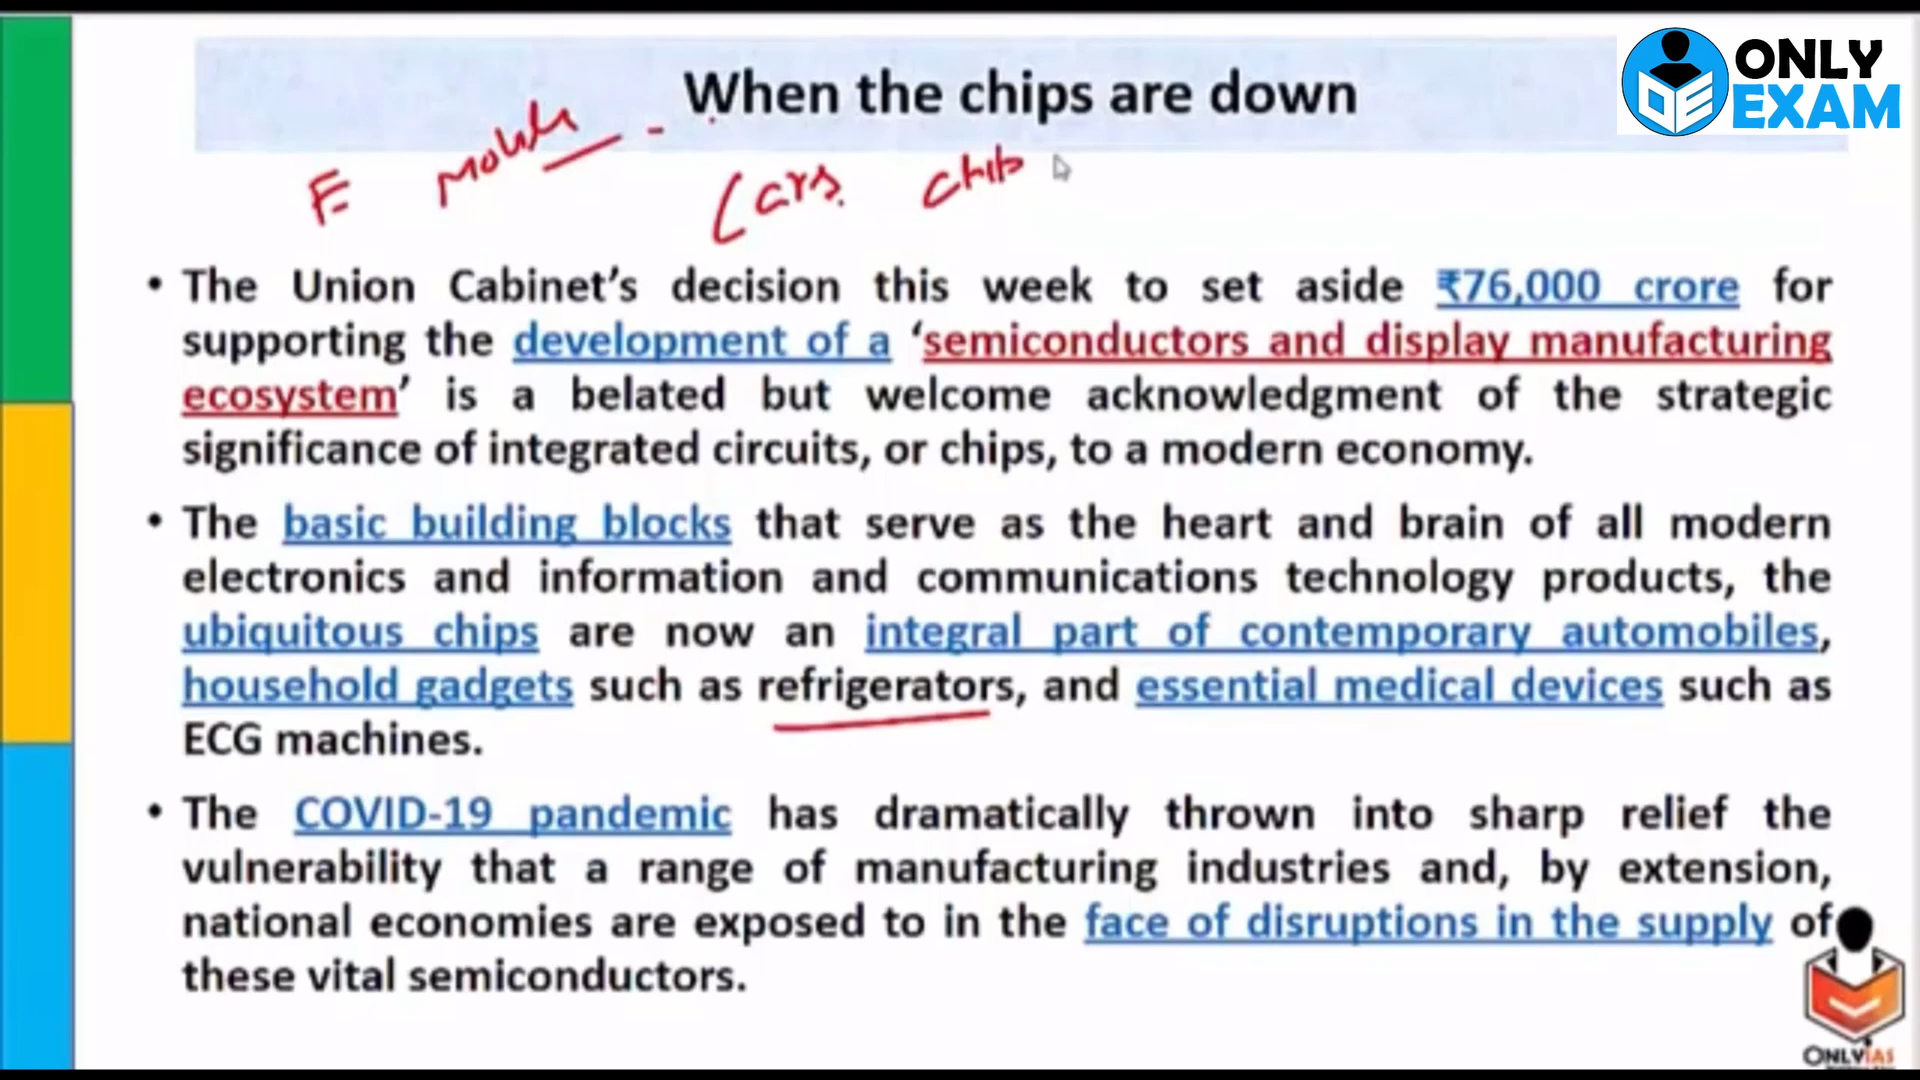 When the chips are down
ONLY
EXAM
OE
E Mobile
Cars. Chip
• The Union Cabinet’s decision this week to set aside ₹76,000 crore for
supporting the development of a ‘semiconductors and display manufacturing
ecosystem’ is a belated but welcome acknowledgment of the strategic
significance of integrated circuits, or chips, to a modern economy.
• The basic building blocks that serve as the heart and brain of all modern
electronics and information and communications technology products, the
ubiquitous chips are now an integral part of contemporary automobiles,
household gadgets such as refrigerators, and essential medical devices such as
ECG machines.
• The COVID-19 pandemic has dramatically thrown into sharp relief the
vulnerability that a range of manufacturing industries and, by extension,
national economies are exposed to in the face of disruptions in the supply of
these vital semiconductors.
ONLYIAS